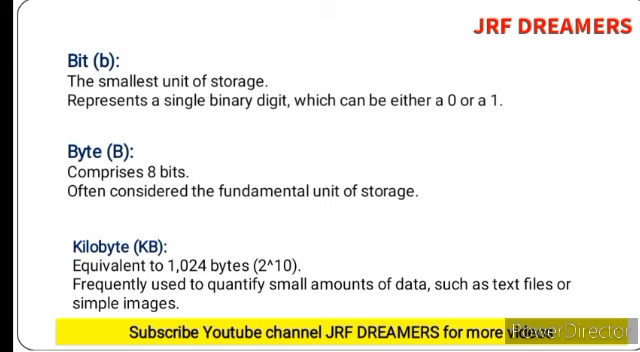 JRF DREAMERS
Bit (b):
The smallest unit of storage.
Represents a single binary digit, which can be either a 0 or a 1.
Byte (B):
Comprises 8 bits.
Often considered the fundamental unit of storage.
Kilobyte (KB):
Equivalent to 1,024 bytes (2^10).
Frequently used to quantify small amounts of data, such as text files or
simple images.
Subscribe Youtube channel JRF DREAMERS for more videos
PowerDirector